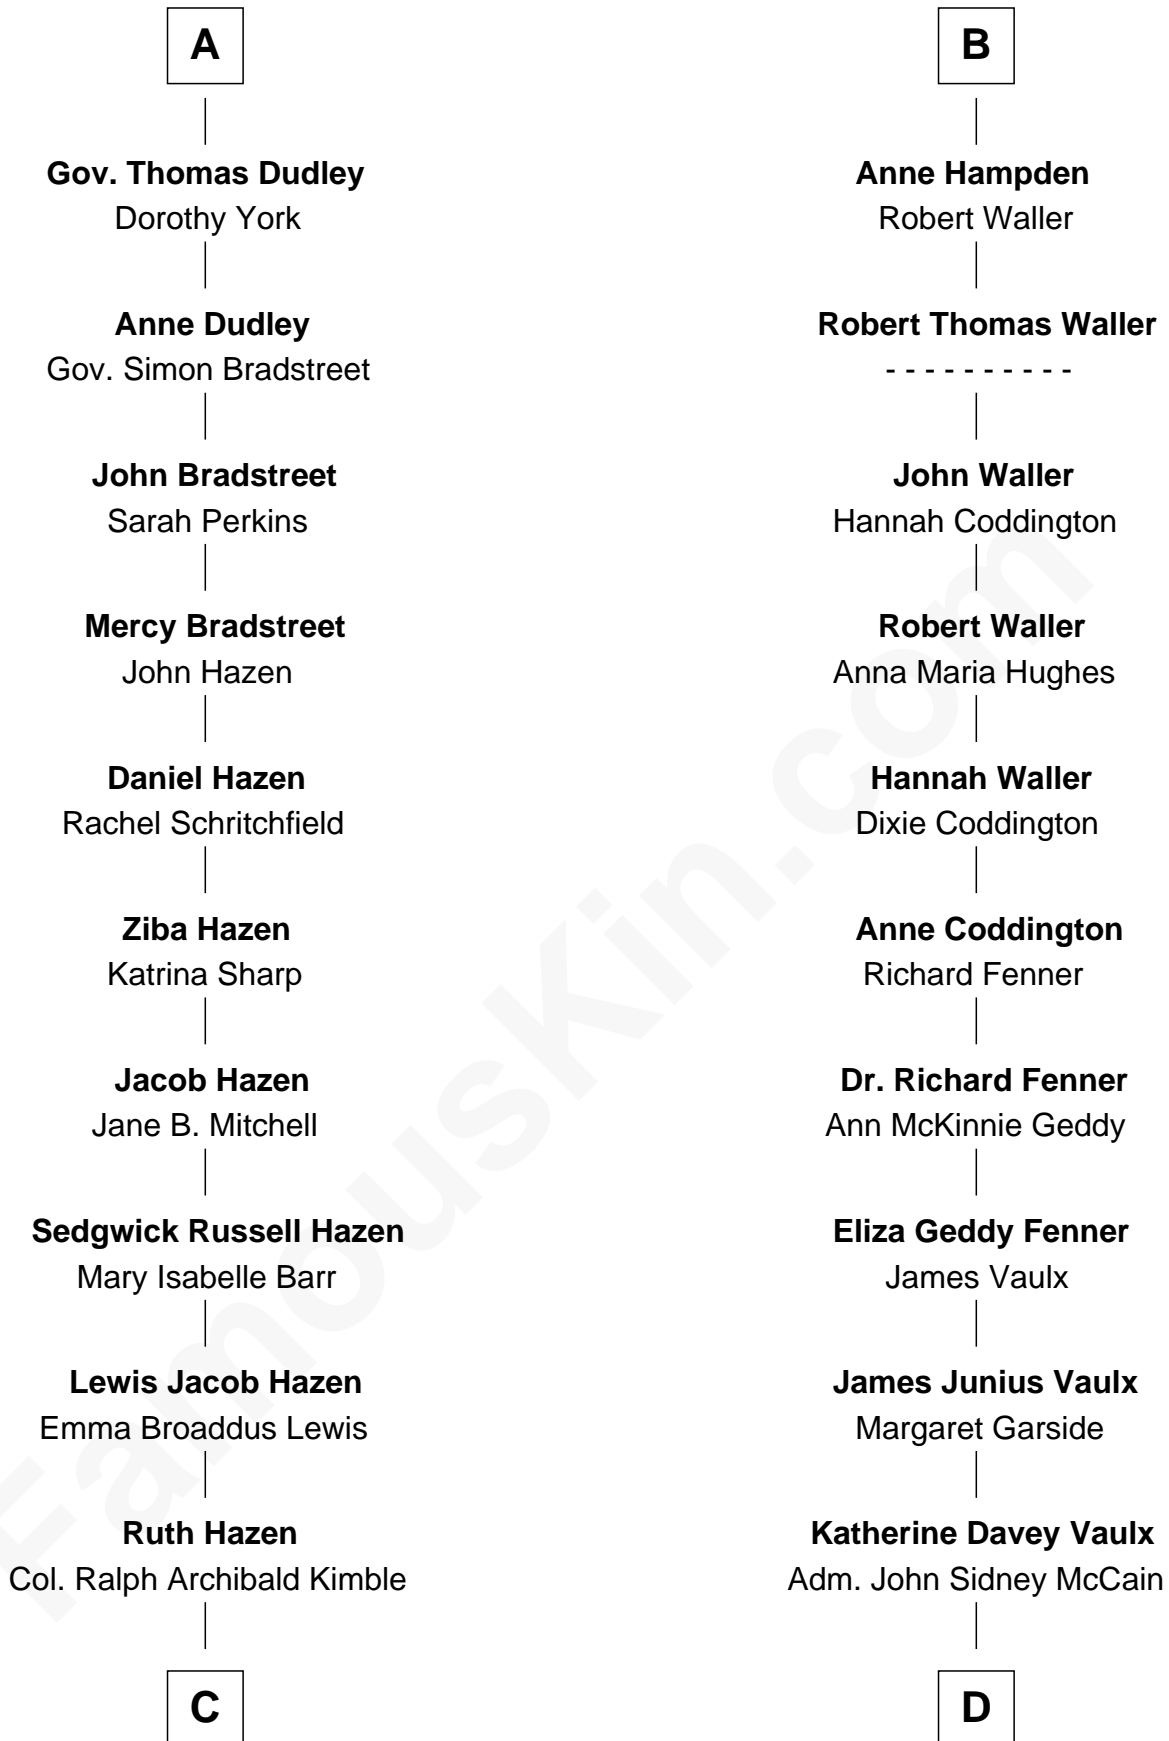 A
Gov. Thomas Dudley
Dorothy York
Anne Dudley
Gov. Simon Bradstreet
John Bradstreet
Sarah Perkins
Mercy Bradstreet
John Hazen
Daniel Hazen
Rachel Schritchfield
Ziba Hazen
Katrina Sharp
Jacob Hazen
Jane B. Mitchell
Sedgwick Russell Hazen
Mary Isabelle Barr
Lewis Jacob Hazen
Emma Broaddus Lewis
Ruth Hazen
Col. Ralph Archibald Kimble
C
B
Anne Hampden
Robert Waller
Robert Thomas Waller
- - - - - - - - - -
John Waller
Hannah Coddington
Robert Waller
Anna Maria Hughes
Hannah Waller
Dixie Coddington
Anne Coddington
Richard Fenner
Dr. Richard Fenner
Ann McKinnie Geddy
Eliza Geddy Fenner
James Vaulx
James Junius Vaulx
Margaret Garside
Katherine Davey Vaulx
Adm. John Sidney McCain
D
FamousKin.com